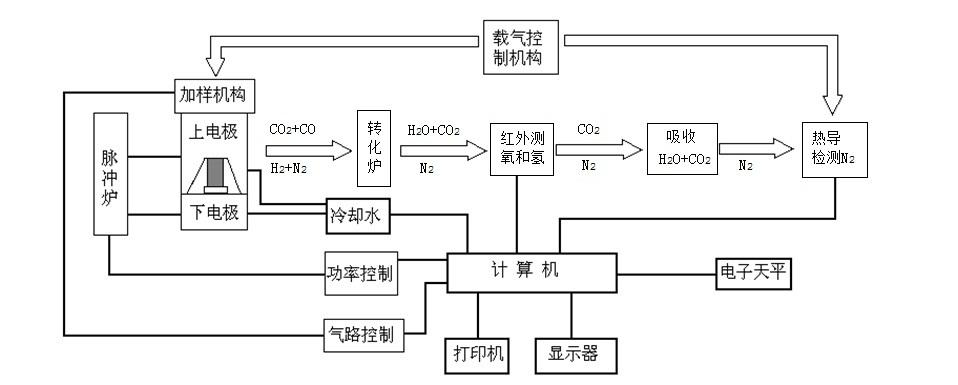 载气控
制机构
加样机构
上电极
下电极
脉
冲
炉
CO2+CO
H2+N2
转
化
炉
H2O+CO2
N2
红外测
氧和氢
CO2
N2
吸收
H2O+CO2
N2
热导
检测N2
冷却水
功率控制
计 算 机
电子天平
气路控制
打印机
显示器